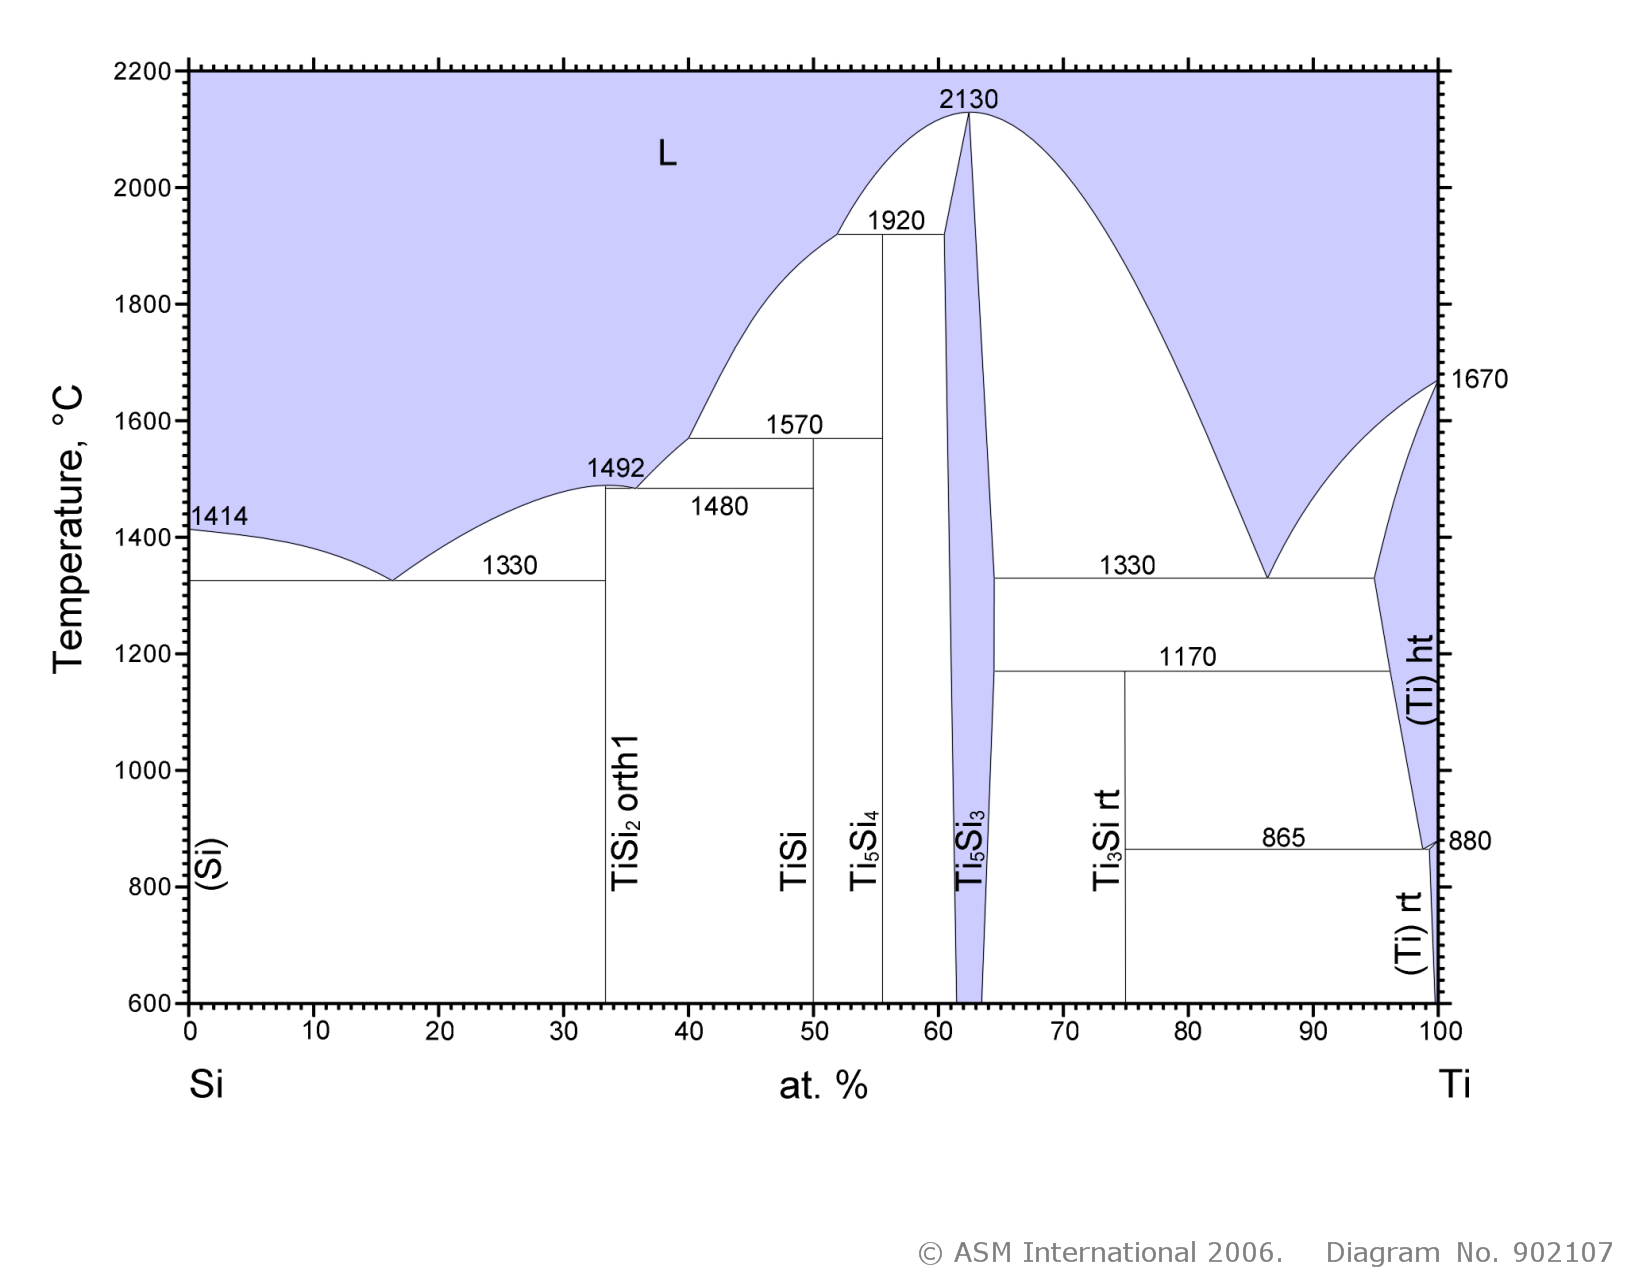 2200
2130
L
2000
1920
1800
1670
1600
1570
1492
1480
1414
1400
1330
1330
1200
1170
1000
880
865
800
600
Temperature, °C
(Si)
TiSi₂ orth1
TiSi
Ti₅Si₄
Ti₅Si₃
Ti₃Si rt
(Ti) ht
(Ti) rt
0 10 20 30 40 50 60 70 80 90 100
Si at. % Ti
© ASM International 2006. Diagram No. 902107